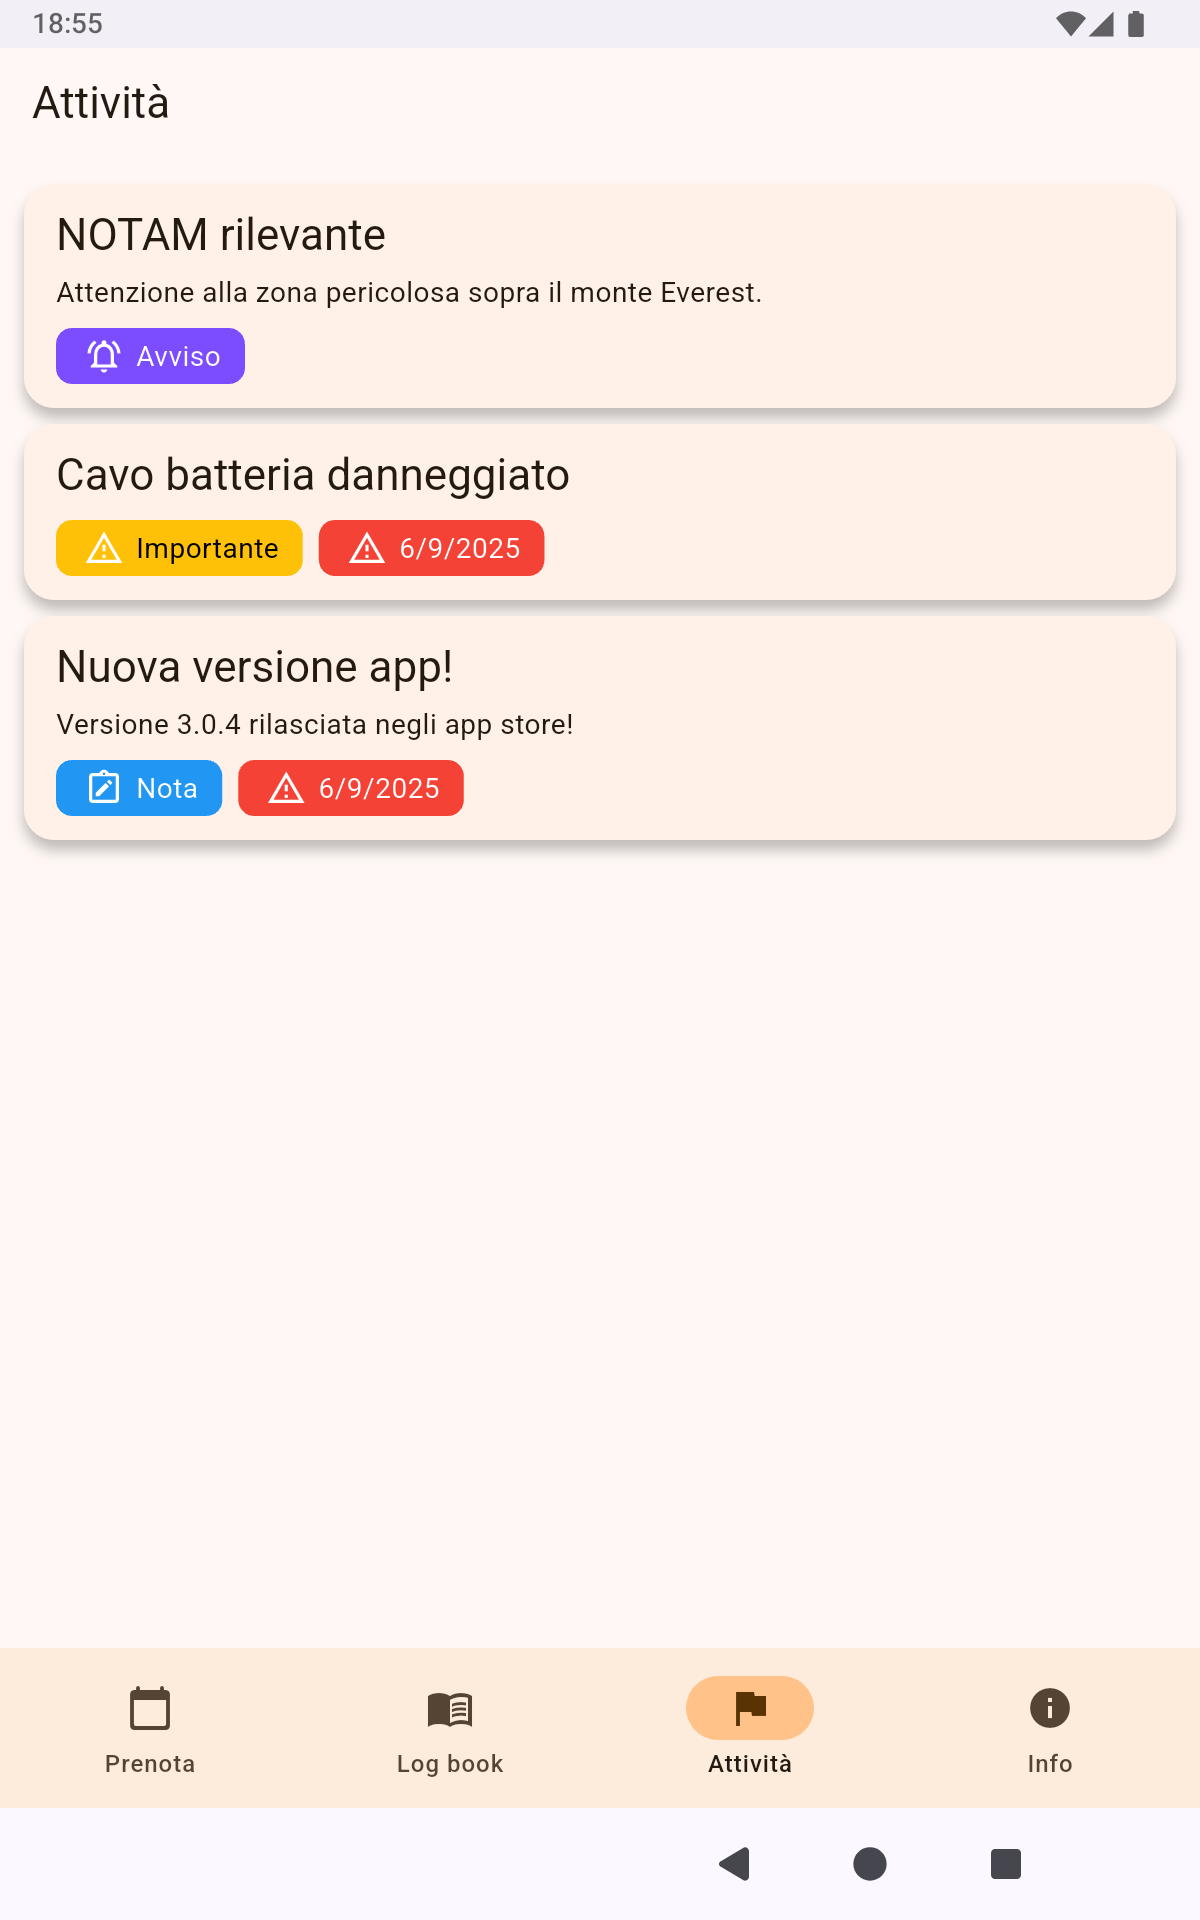 18:55
Attività
NOTAM rilevante
Attenzione alla zona pericolosa sopra il monte Everest.
Avviso
Cavo batteria danneggiato
Importante 6/9/2025
Nuova versione app!
Versione 3.0.4 rilasciata negli app store!
Nota 6/9/2025
Prenota Log book Attività Info